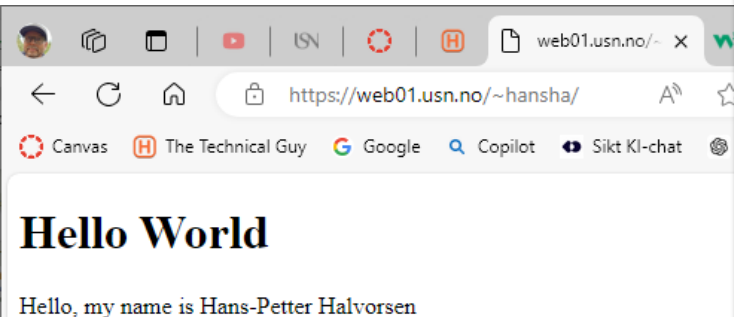 USN
H
web01.usn.no/~
https://web01.usn.no/~hansha/
Canvas
H The Technical Guy
G Google
Copilot
Sikt KI-chat
Hello World
Hello, my name is Hans-Petter Halvorsen